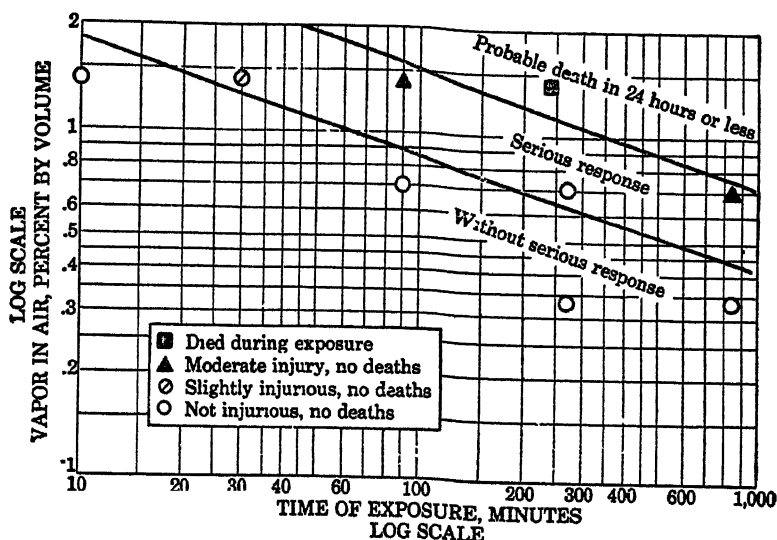 2
1
.8
.6
.5
.4
.3
.2
.1
LOG SCALE
VAPOR IN AIR, PERCENT BY VOLUME
Probable death in 24 hours or less
Serious response
Without serious response
Died during exposure
Moderate injury, no deaths
Slightly injurious, no deaths
Not injurious, no deaths
10 20 30 40 60 100 200 300 400 600 1,000
TIME OF EXPOSURE, MINUTES
LOG SCALE